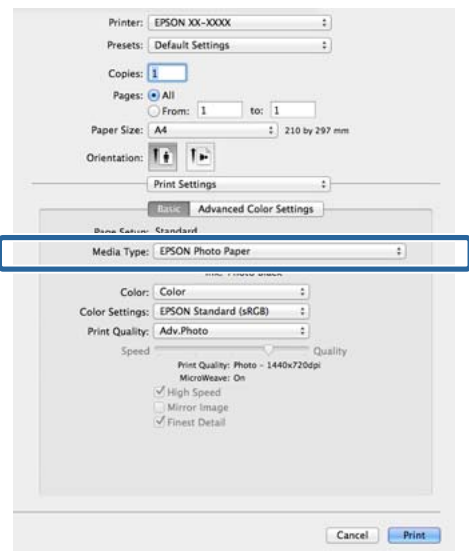 Printer: EPSON XX-XXXX
Presets: Default Settings
Copies: 1
Pages: All
From: 1 to: 1
Paper Size: A4 210 by 297 mm
Orientation:
Print Settings
Basic Advanced Color Settings
Page Setup: Standard
Media Type: EPSON Photo Paper
Ink: Photo Black
Color: Color
Color Settings: EPSON Standard (sRGB)
Print Quality: Adv.Photo
Speed Quality
Print Quality: Photo - 1440x720dpi
MicroWeave: On
High Speed
Mirror Image
Finest Detail
Cancel Print